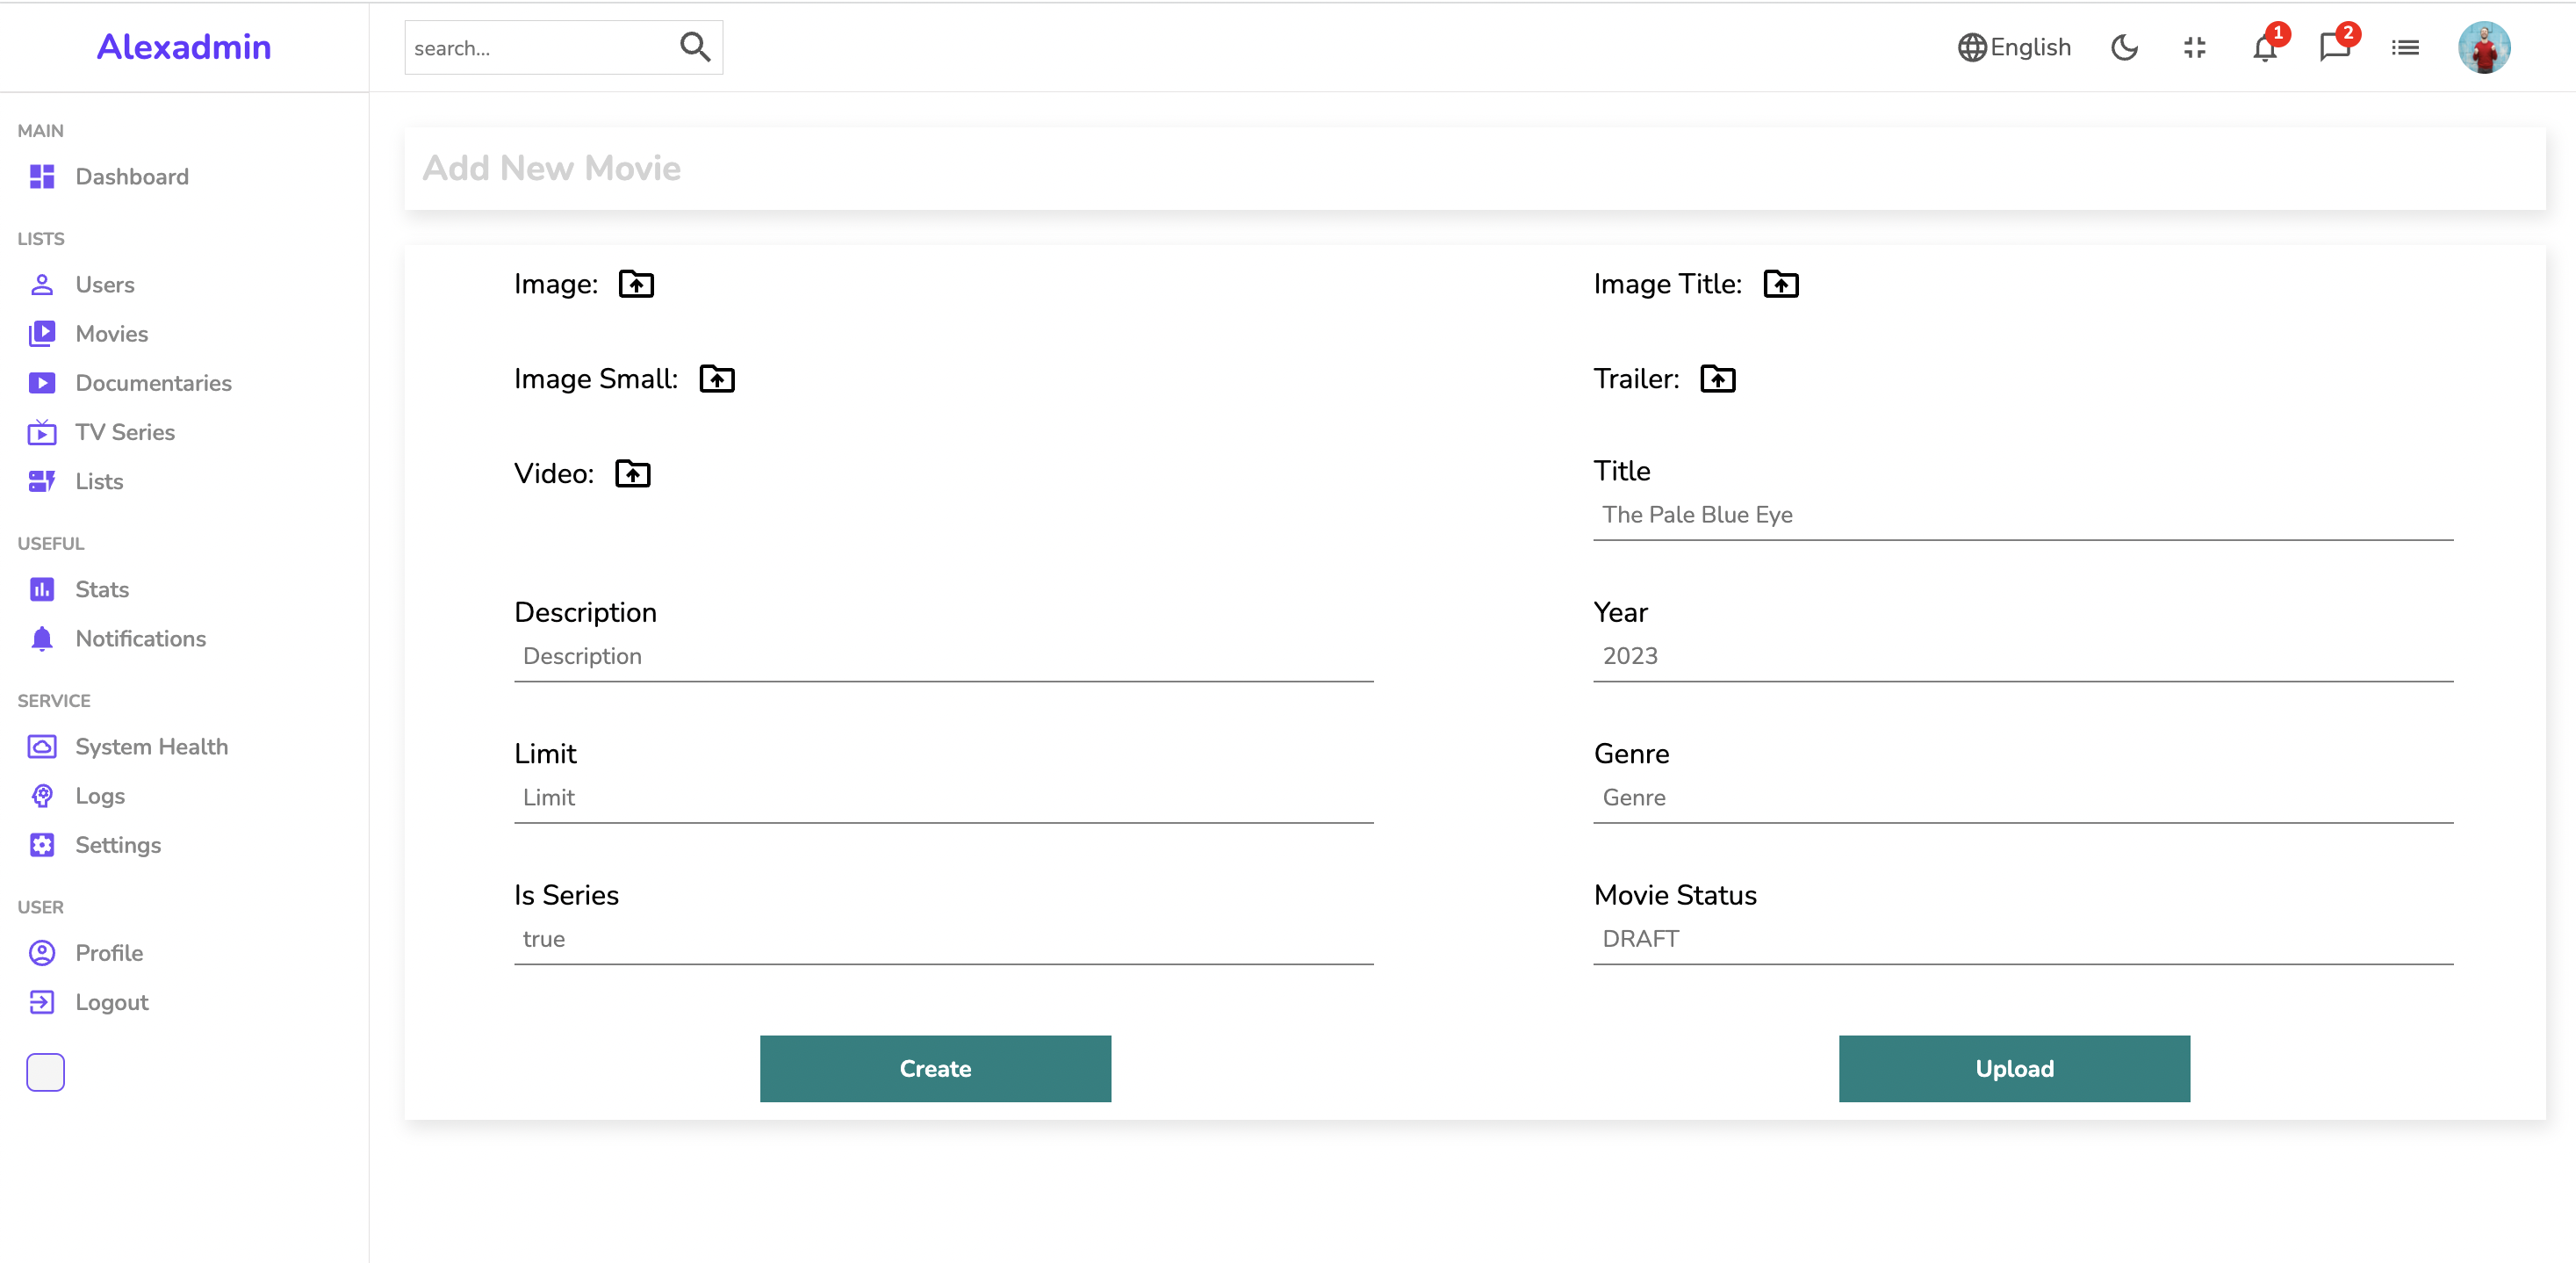 Alexadmin
search...
English
1
2
MAIN
Dashboard
LISTS
Users
Movies
Documentaries
TV Series
Lists
USEFUL
Stats
Notifications
SERVICE
System Health
Logs
Settings
USER
Profile
Logout
Add New Movie
Image:
Image Title:
Image Small:
Trailer:
Video:
Title
The Pale Blue Eye
Description
Description
Year
2023
Limit
Limit
Genre
Genre
Is Series
true
Movie Status
DRAFT
Create
Upload